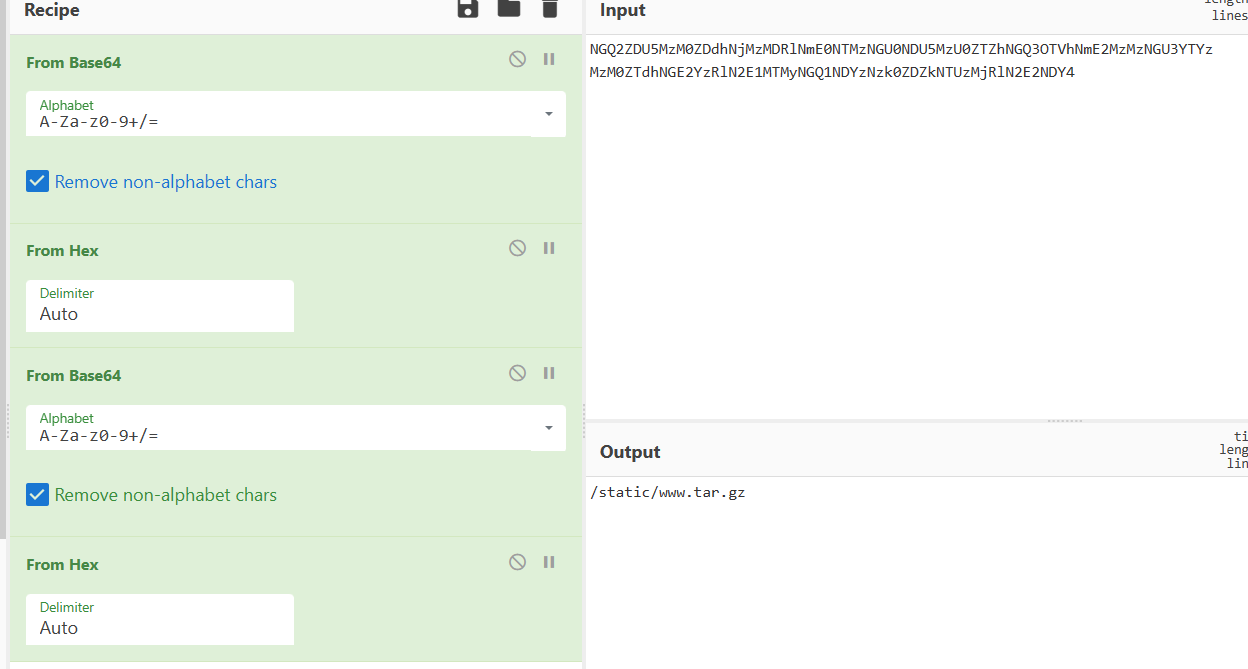 Recipe
From Base64
Alphabet
A-Za-z0-9+/=
Remove non-alphabet chars
From Hex
Delimiter
Auto
From Base64
Alphabet
A-Za-z0-9+/=
Remove non-alphabet chars
From Hex
Delimiter
Auto
Input
lines
NGQ2ZDU5MzM0ZDdhNjMzMDRlNmE0NTMzNGU0NDU5MzU0ZTZhNGQ3OTVhNmE2MzMzNGU3YTYz
MzM0ZTdhNGE2YzRlN2E1MTMyNGQ1NDYzNzk0ZDZkNTUzMjRlN2E2NDY4
Output
ti
leng
lin
/static/www.tar.gz